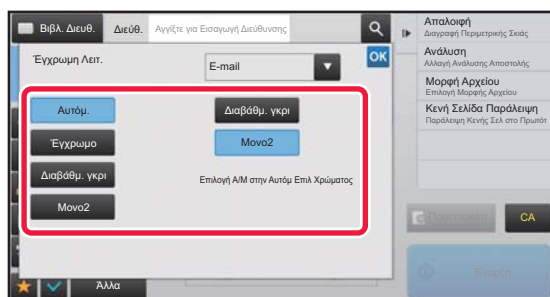 Βιβλ. Διευθ.
Διεύθ.
Αγγίξτε για Εισαγωγή Διεύθυνσης
Έγχρωμη Λειτ.
E-mail
OK
Αυτόμ.
Έγχρωμο
Διαβάθμ. γκρι
Μονο2
Διαβάθμ. γκρι
Μονο2
Επιλογή Α/Μ στην Αυτόμ Επιλ Χρώματος
Άλλα
Απαλοιφή
Διαγραφή Περιμετρικής Σκιάς
Ανάλυση
Αλλαγή Ανάλυσης Αποστολής
Μορφή Αρχείου
Επιλογή Μορφής Αρχείου
Κενή Σελίδα Παράλειψη
Παράλειψη Κενής Σελ στο Πρωτότ
CA
Έναρξη